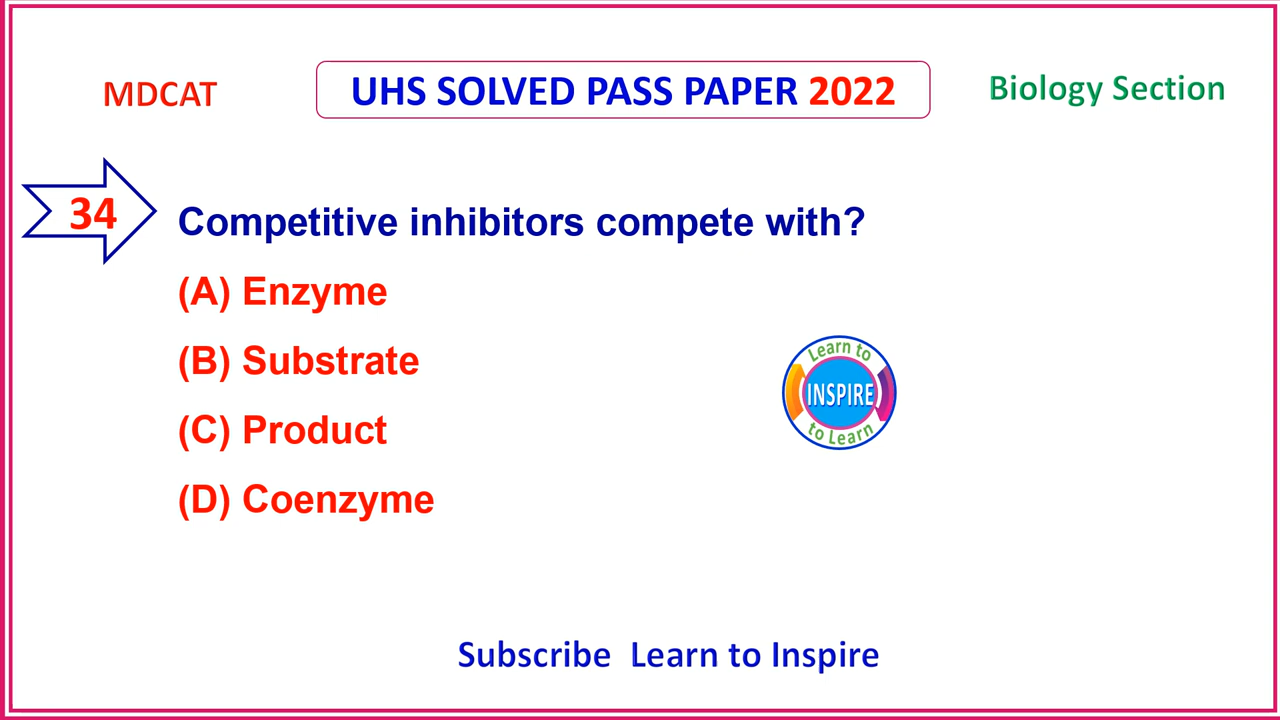 MDCAT
UHS SOLVED PASS PAPER 2022
Biology Section
34
Competitive inhibitors compete with?
(A) Enzyme
(B) Substrate
(C) Product
(D) Coenzyme
Learn to
INSPIRE
to Learn
Subscribe Learn to Inspire